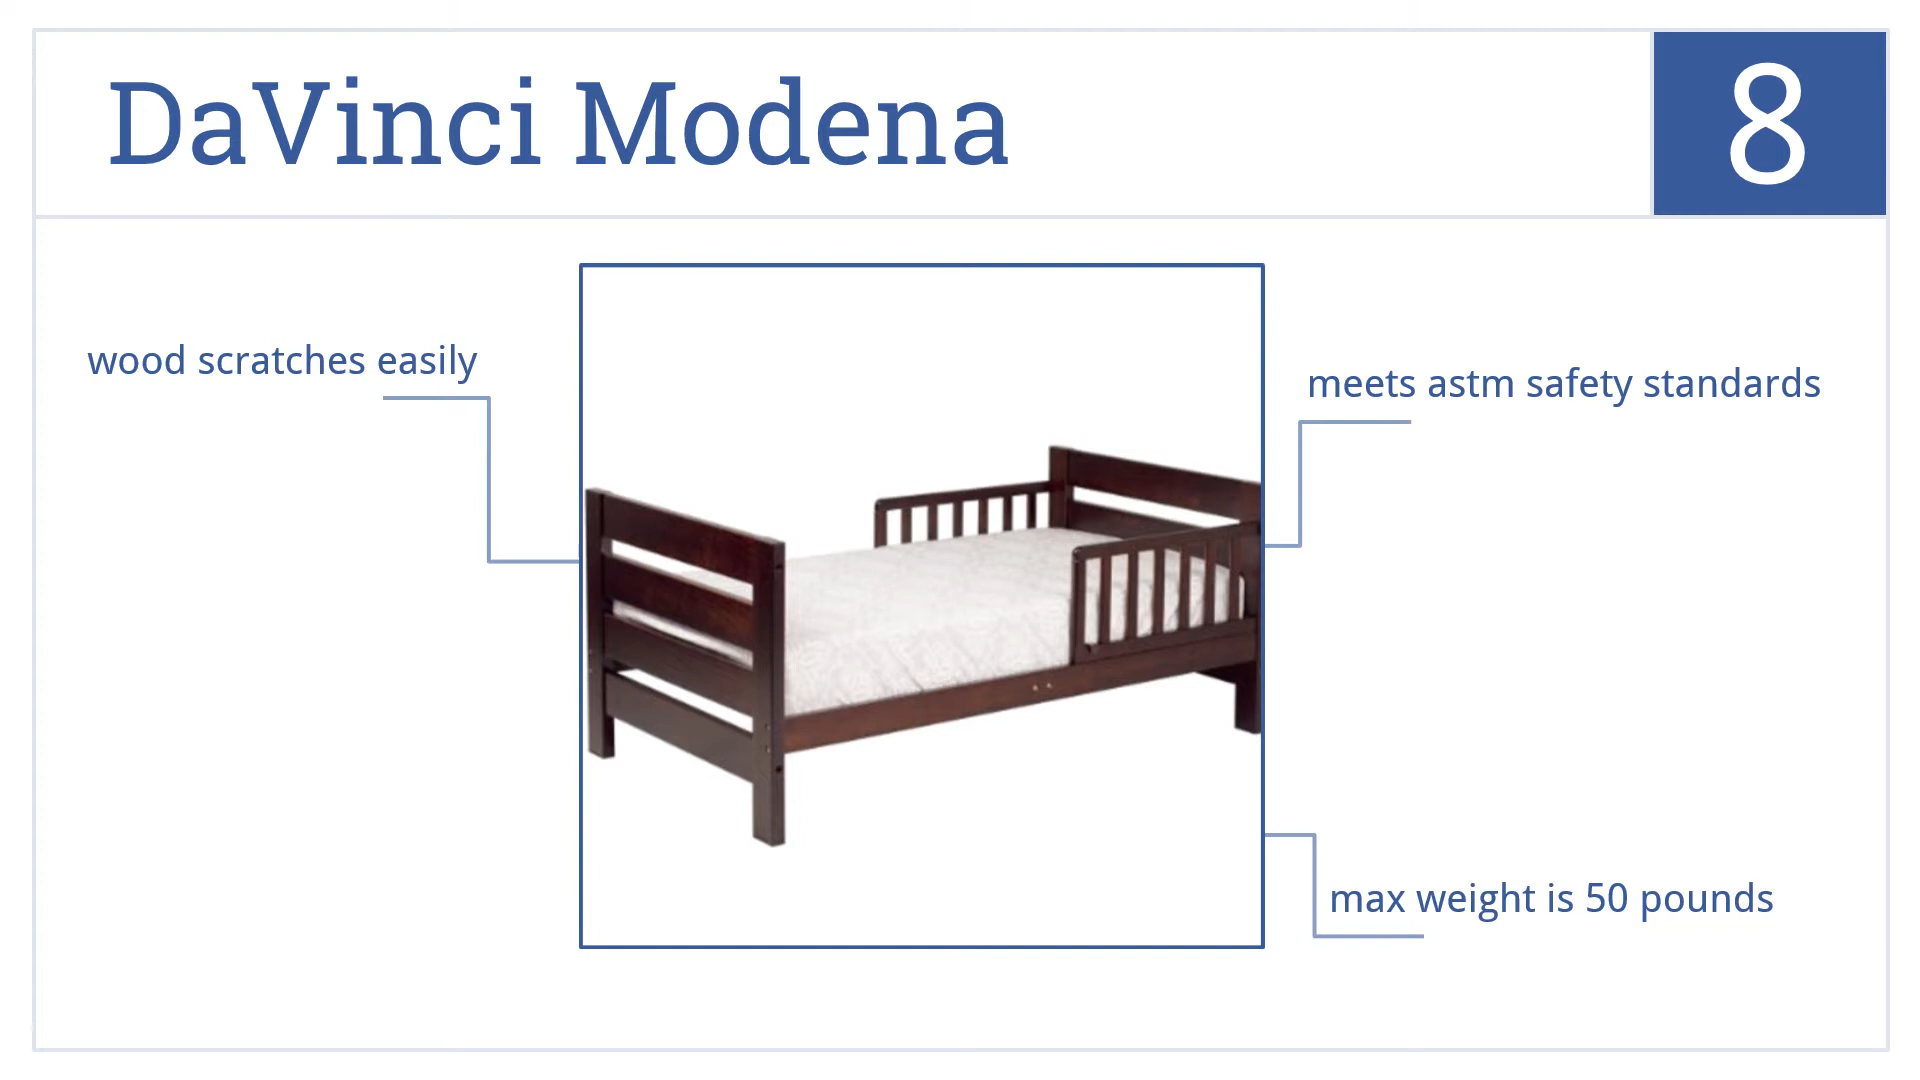 DaVinci Modena
8
wood scratches easily
meets astm safety standards
max weight is 50 pounds